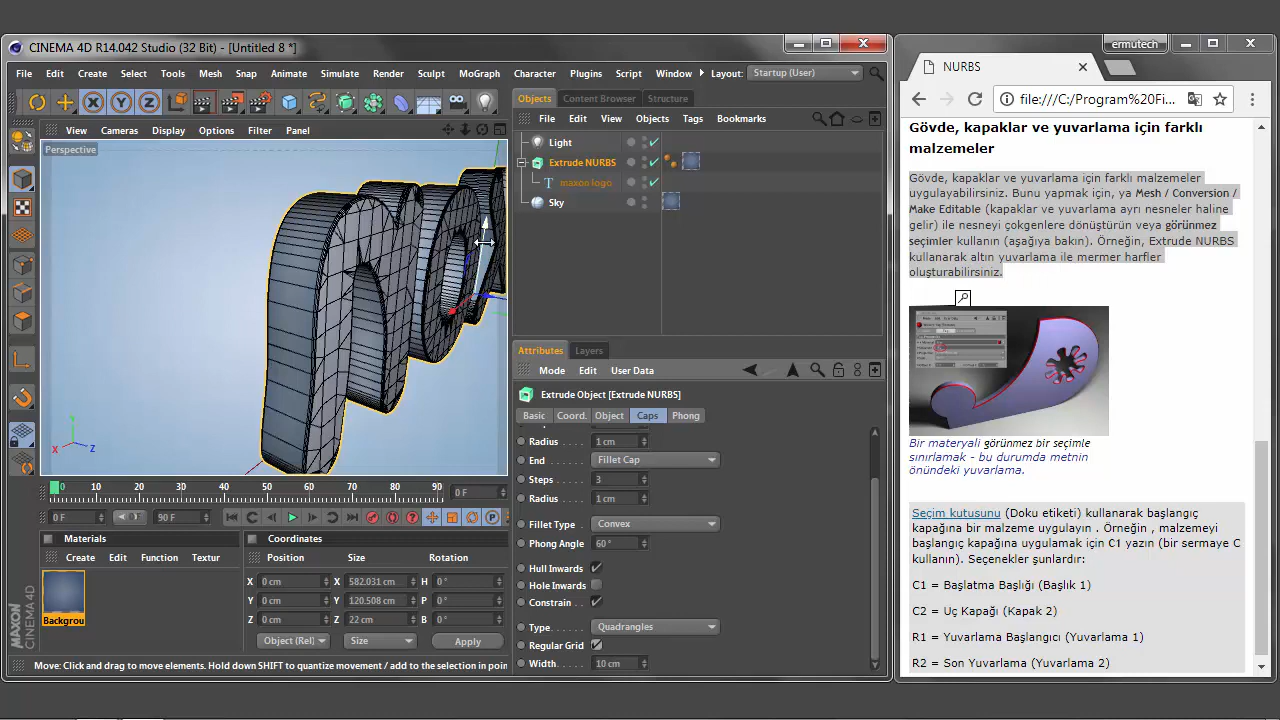 CINEMA 4D R14.042 Studio (32 Bit) - [Untitled 8 *]
File Edit Create Select Tools Mesh Snap Animate Simulate Render Sculpt MoGraph Character Plugins Script Window Layout: Startup (User)
X Y Z
View Cameras Display Options Filter Panel
Perspective
Y
X
Z
0 10 20 30 40 50 60 70 80 90
0 F
0 F
90 F
P
Materials
Create Edit Function Textur
Backgrou
MAXON
CINEMA 4D
Coordinates
Position Size Rotation
X 0 cm X 582.031 cm H 0 °
Y 0 cm Y 120.508 cm P 0 °
Z 0 cm Z 22 cm B 0 °
Object (Rel) Size Apply
Move: Click and drag to move elements. Hold down SHIFT to quantize movement / add to the selection in poin
Objects Content Browser Structure
File Edit View Objects Tags Bookmarks
Light
Extrude NURBS
maxon logo
Sky
Attributes Layers
Mode Edit User Data
Extrude Object [Extrude NURBS]
Basic Coord. Object Caps Phong
Radius . . . . 1 cm
End Fillet Cap
Steps 3
Radius . . . . 1 cm
Fillet Type Convex
Phong Angle 60 °
Hull Inwards
Hole Inwards
Constrain . .
Type Quadrangles
Regular Grid
Width 10 cm
ermutech
NURBS
file:///C:/Program%20Fi...
Gövde, kapaklar ve yuvarlama için farklı
malzemeler
Gövde, kapaklar ve yuvarlama için farklı malzemeler
uygulayabilirsiniz. Bunu yapmak için, ya Mesh / Conversion /
Make Editable (kapaklar ve yuvarlama ayrı nesneler haline
gelir) ile nesneyi çokgenlere dönüştürün veya görünmez
seçimler kullanın (aşağıya bakın). Örneğin, Extrude NURBS
kullanarak altın yuvarlama ile mermer harfler
oluşturabilirsiniz.
Bir materyali görünmez bir seçimle
sınırlamak - bu durumda metnin
önündeki yuvarlama.
Seçim kutusunu (Doku etiketi) kullanarak başlangıç
kapağına bir malzeme uygulayın . Örneğin , malzemeyi
başlangıç kapağına uygulamak için C1 yazın (bir sermaye C
kullanın). Seçenekler şunlardır:
C1 = Başlatma Başlığı (Başlık 1)
C2 = Uç Kapağı (Kapak 2)
R1 = Yuvarlama Başlangıcı (Yuvarlama 1)
R2 = Son Yuvarlama (Yuvarlama 2)